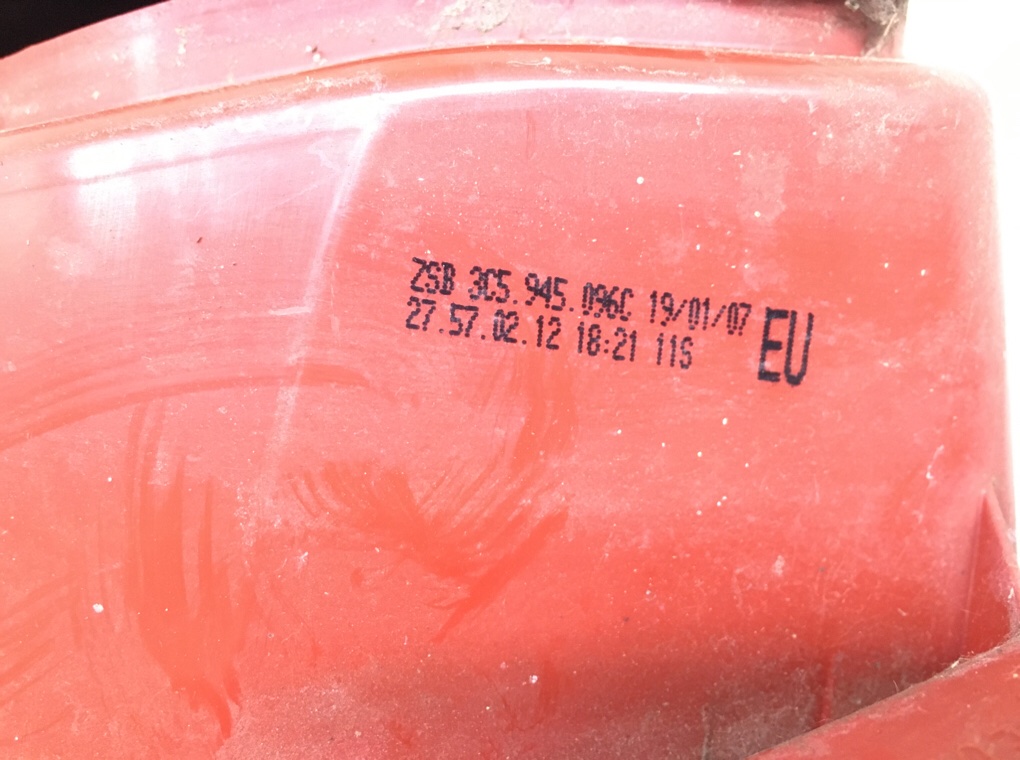 ZSB 3C5.945.096C 19/01/07 EU
27.57.02.12 18:21 11S